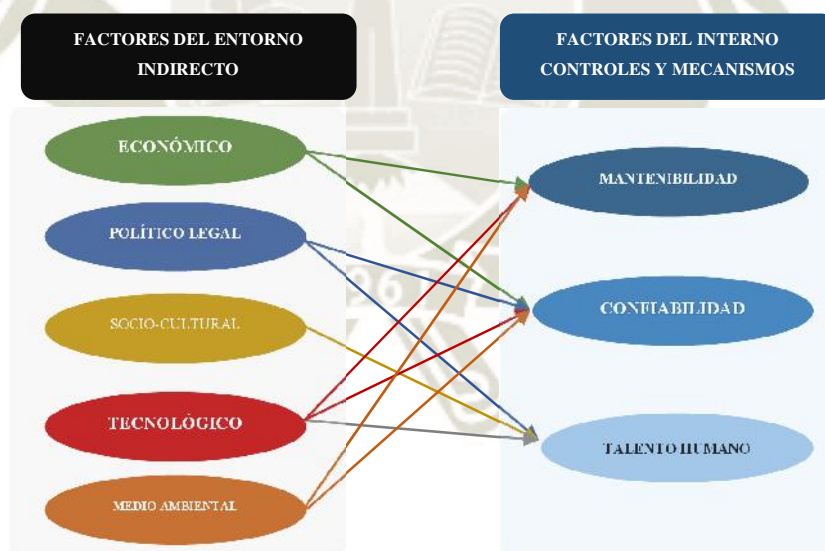 FACTORES DEL ENTORNO
INDIRECTO
FACTORES DEL INTERNO
CONTROLES Y MECANISMOS
ECONÓMICO
POLÍTICO LEGAL
SOCIO-CULTURAL
TECNOLÓGICO
MEDIO AMBIENTAL
MANTENIBILIDAD
CONFIABILIDAD
TALENTO HUMANO